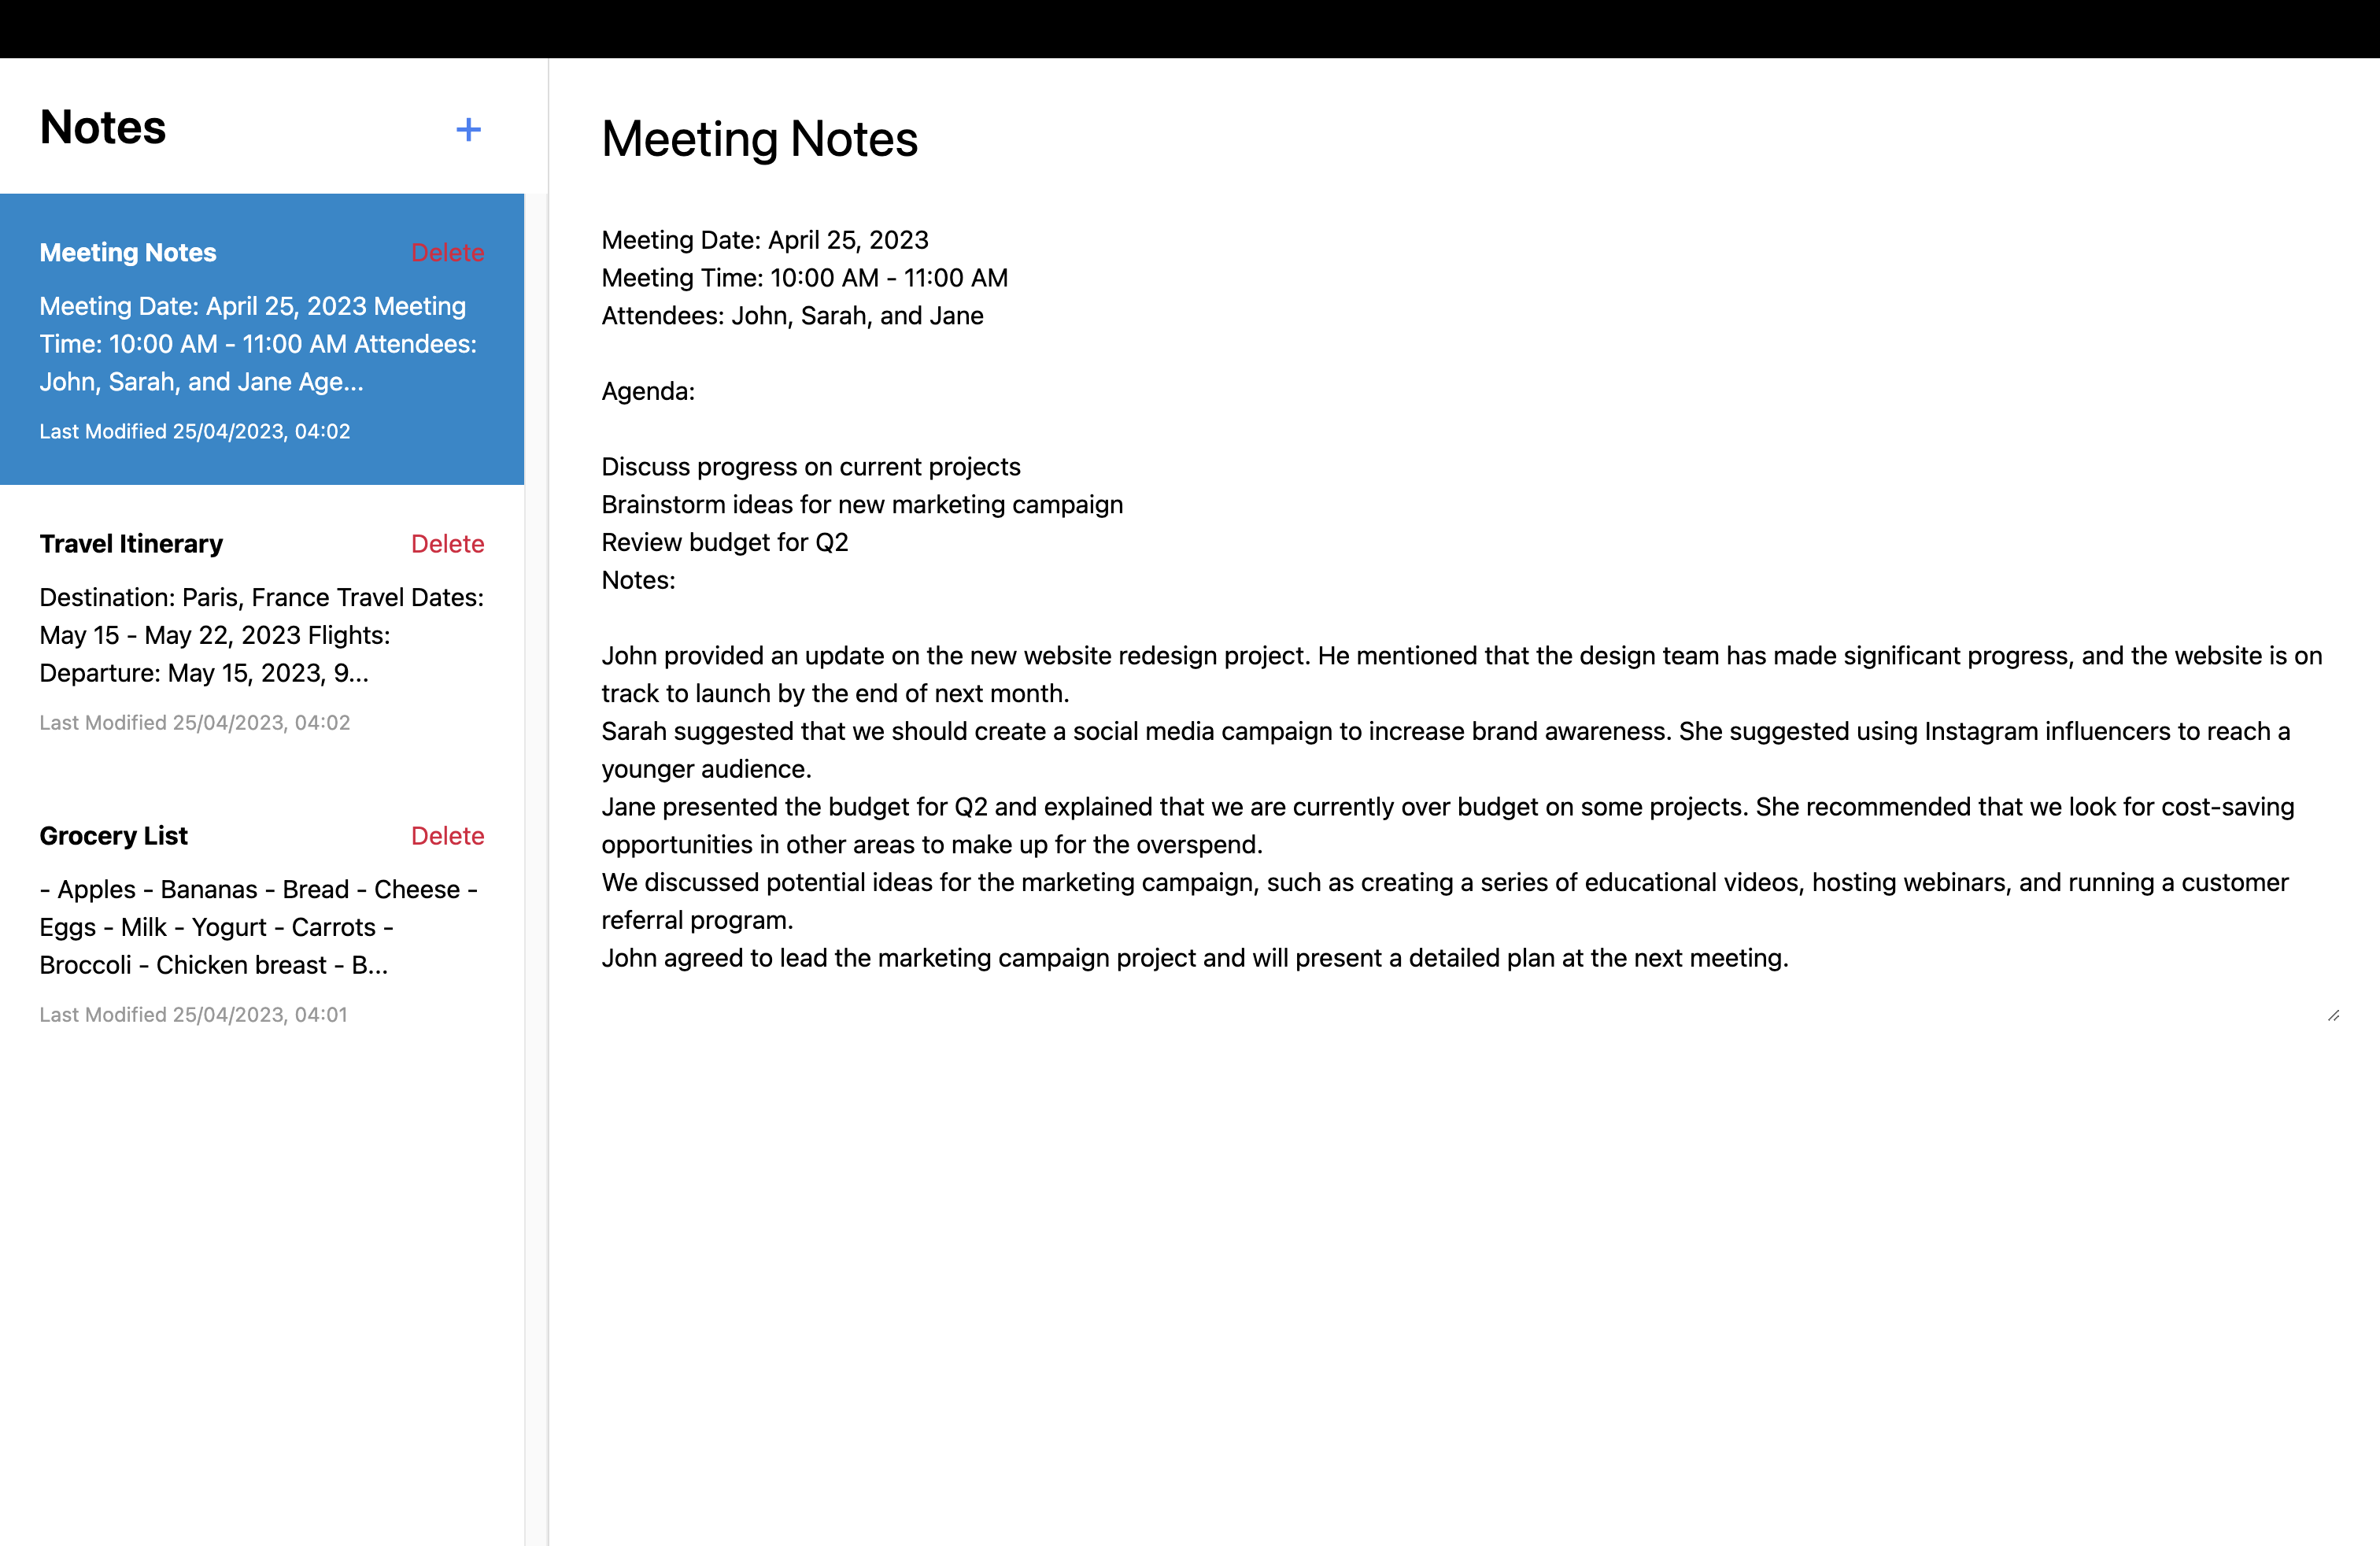 Notes
+
Meeting Notes
Delete
Meeting Date: April 25, 2023 Meeting
Time: 10:00 AM - 11:00 AM Attendees:
John, Sarah, and Jane Age...
Last Modified 25/04/2023, 04:02
Travel Itinerary
Delete
Destination: Paris, France Travel Dates:
May 15 - May 22, 2023 Flights:
Departure: May 15, 2023, 9...
Last Modified 25/04/2023, 04:02
Grocery List
Delete
- Apples - Bananas - Bread - Cheese -
Eggs - Milk - Yogurt - Carrots -
Broccoli - Chicken breast - B...
Last Modified 25/04/2023, 04:01
Meeting Notes
Meeting Date: April 25, 2023
Meeting Time: 10:00 AM - 11:00 AM
Attendees: John, Sarah, and Jane
Agenda:
Discuss progress on current projects
Brainstorm ideas for new marketing campaign
Review budget for Q2
Notes:
John provided an update on the new website redesign project. He mentioned that the design team has made significant progress, and the website is on
track to launch by the end of next month.
Sarah suggested that we should create a social media campaign to increase brand awareness. She suggested using Instagram influencers to reach a
younger audience.
Jane presented the budget for Q2 and explained that we are currently over budget on some projects. She recommended that we look for cost-saving
opportunities in other areas to make up for the overspend.
We discussed potential ideas for the marketing campaign, such as creating a series of educational videos, hosting webinars, and running a customer
referral program.
John agreed to lead the marketing campaign project and will present a detailed plan at the next meeting.